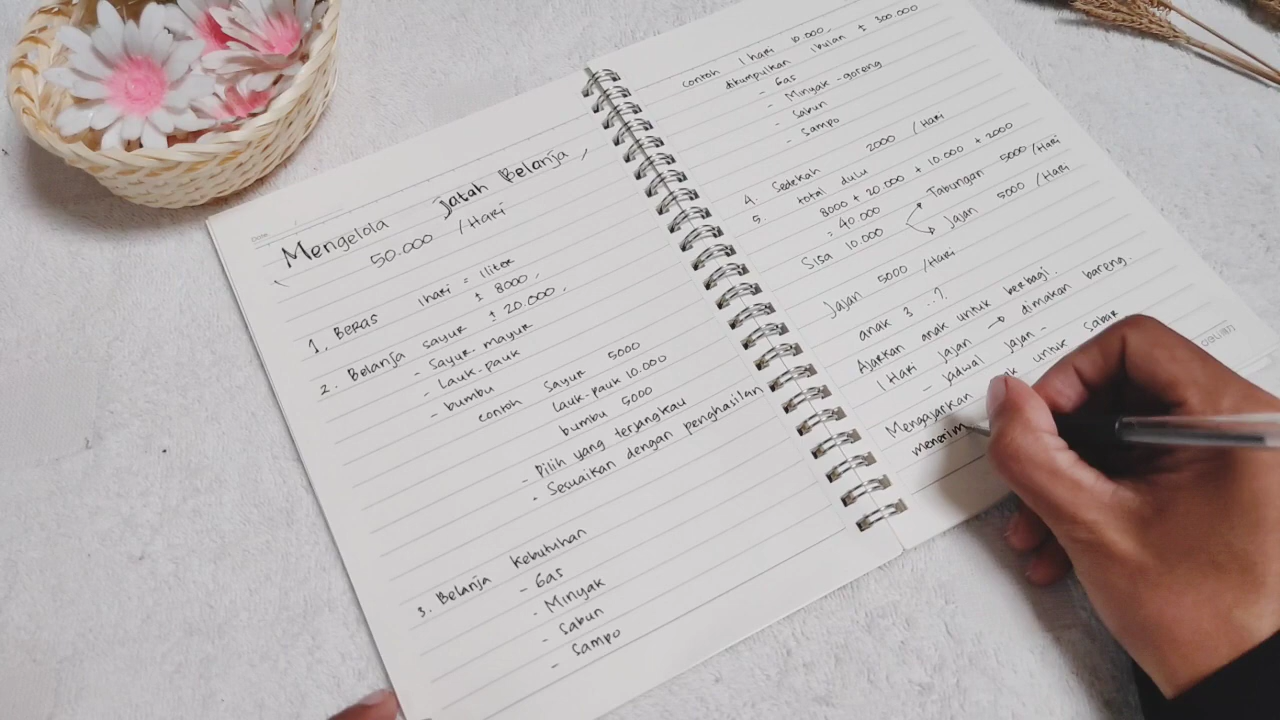 Mengelola Jatah Belanja
50.000 /Hari
1. Beras 1hari = 1liter
± 8000,
2. Belanja sayur ± 20.000,
- Sayur-mayur
- Lauk-pauk
- bumbu
contoh Sayur 5000
Lauk-pauk 10.000
bumbu 5000
- Pilih yang terjangkau
- Sesuaikan dengan penghasilan
3. Belanja kebutuhan
- Gas
- Minyak
- Sabun
- Sampo
contoh 1 hari 10.000,
dikumpulkan 1bulan ± 300.000
- Gas
- Minyak-goreng
- Sabun
- Sampo
4. Sedekah 2000 /Hari
5. total dulu
8000 + 20.000 + 10.000 + 2000
= 40.000
Sisa 10.000 Tabungan 5000 /Hari
Jajan 5000 /Hari
Jajan 5000 /Hari
anak 3 ..?
Ajarkan anak untuk berbagi.
1 Hari jajan → dimakan bareng.
- jadwal jajan -
Mengajarkan untuk sabar
menerim
deli